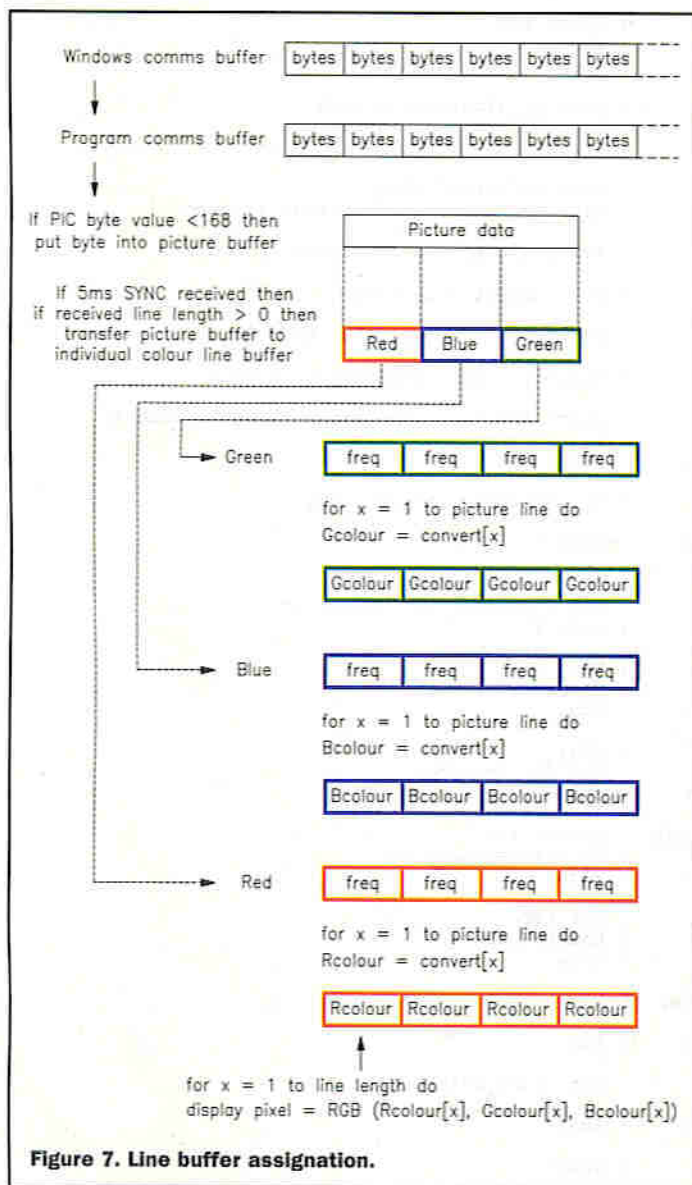 Windows comms buffer bytes bytes bytes bytes bytes bytes
Program comms buffer bytes bytes bytes bytes bytes bytes
If PIC byte value <168 then
put byte into picture buffer
Picture data
If 5ms SYNC received then
if received line length > 0 then
transfer picture buffer to
individual colour line buffer
Red Blue Green
Green freq freq freq freq
for x = 1 to picture line do
Gcolour = convert[x]
Gcolour Gcolour Gcolour Gcolour
Blue freq freq freq freq
for x = 1 to picture line do
Bcolour = convert[x]
Bcolour Bcolour Bcolour Bcolour
Red freq freq freq freq
for x = 1 to picture line do
Rcolour = convert[x]
Rcolour Rcolour Rcolour Rcolour
for x = 1 to line length do
display pixel = RGB (Rcolour[x], Gcolour[x], Bcolour[x])
Figure 7. Line buffer assignation.